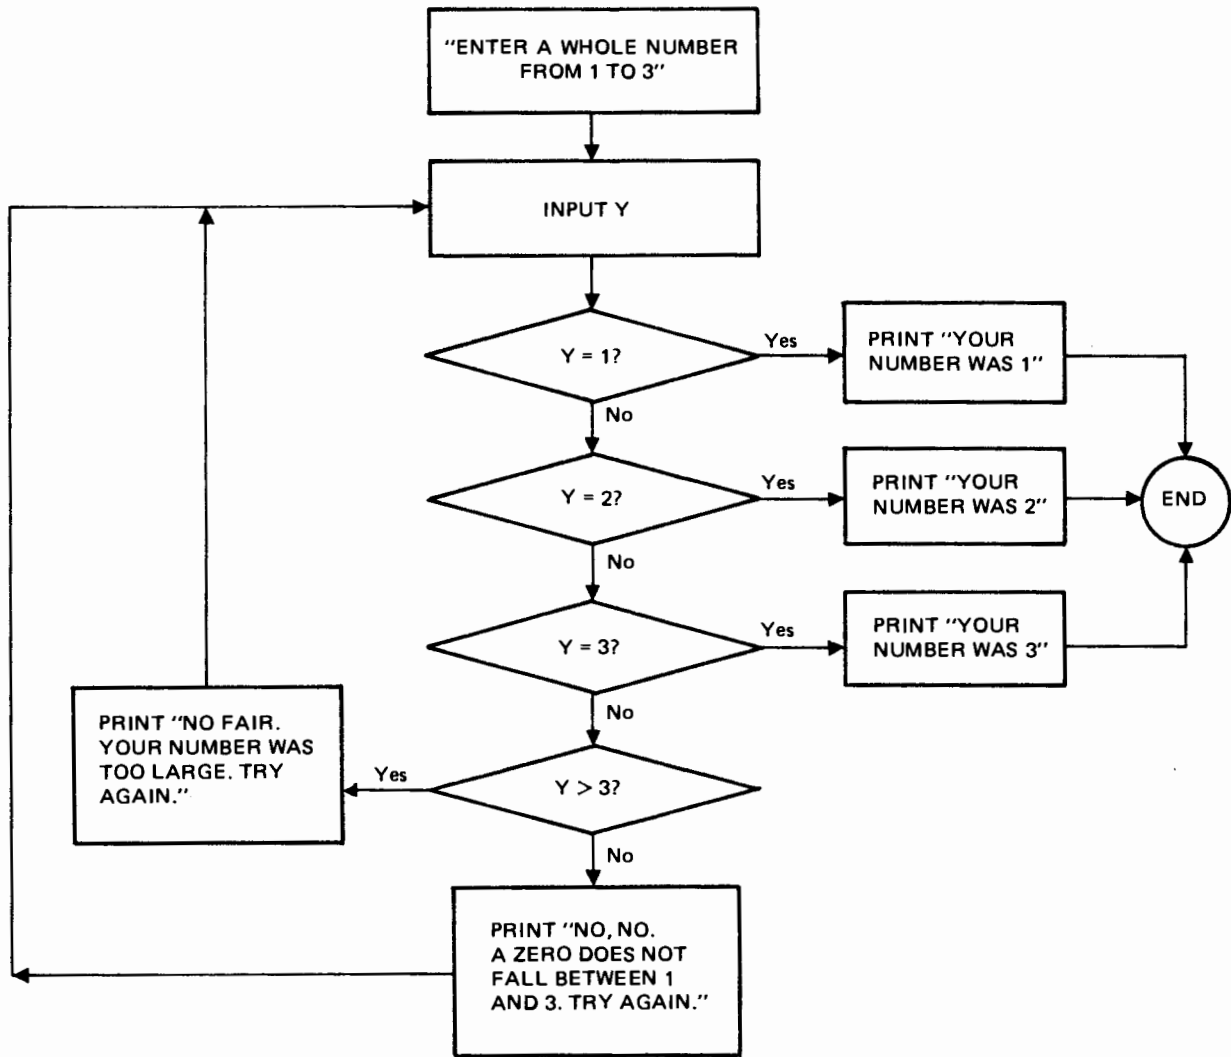 "ENTER A WHOLE NUMBER
FROM 1 TO 3"
INPUT Y
Y = 1?
Yes
PRINT "YOUR
NUMBER WAS 1"
No
Y = 2?
Yes
PRINT "YOUR
NUMBER WAS 2"
END
No
Y = 3?
Yes
PRINT "YOUR
NUMBER WAS 3"
No
PRINT "NO FAIR.
YOUR NUMBER WAS
TOO LARGE. TRY
AGAIN."
Yes
Y > 3?
No
PRINT "NO, NO.
A ZERO DOES NOT
FALL BETWEEN 1
AND 3. TRY AGAIN."